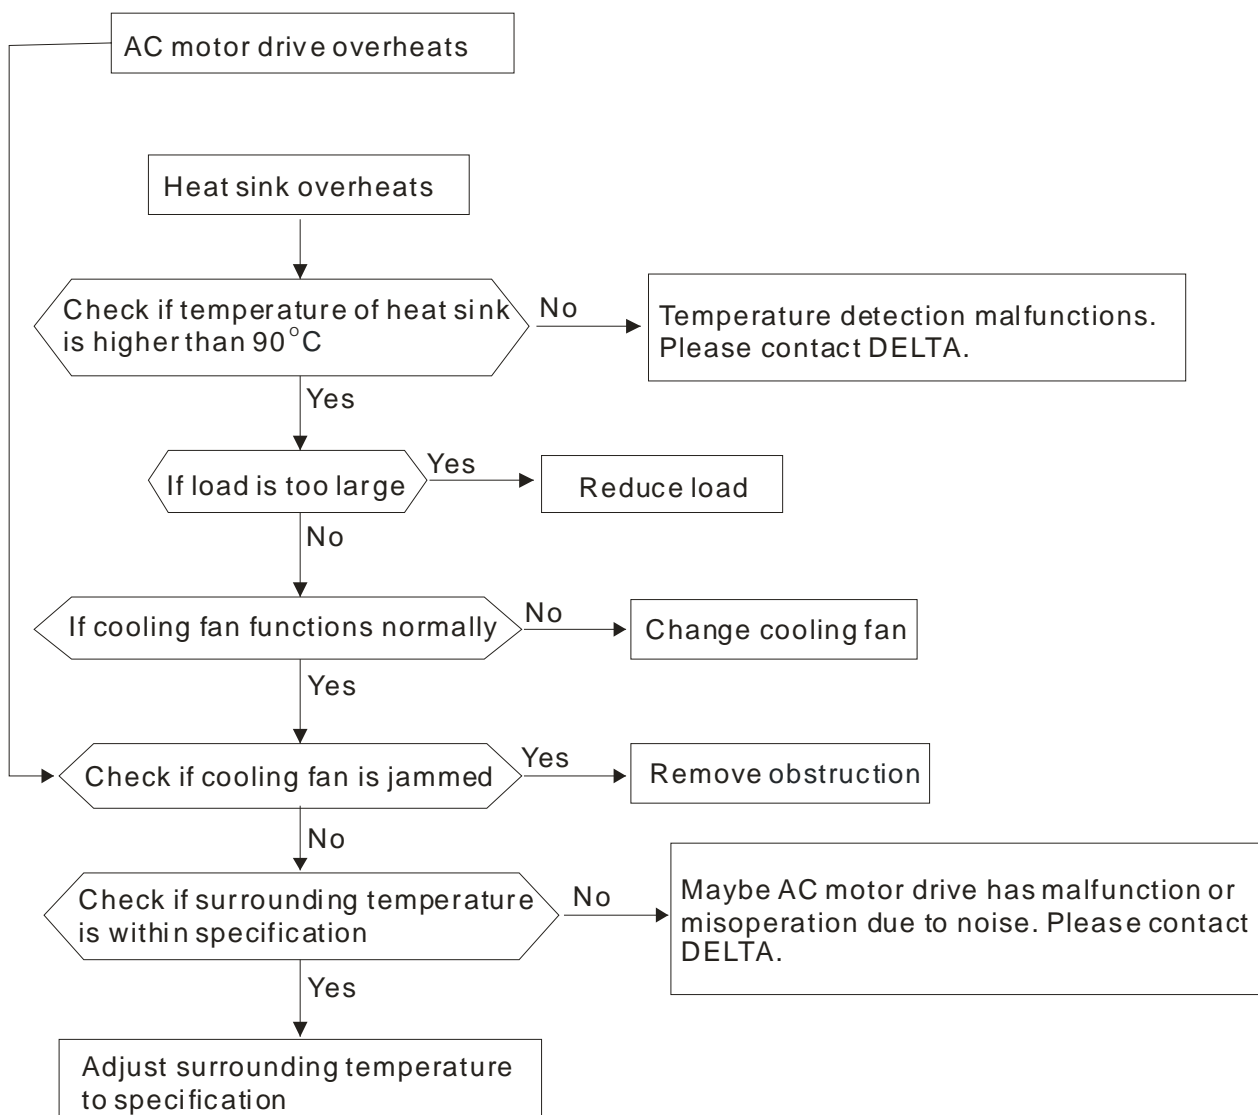 AC motor drive overheats
Heat sink overheats
Check if temperature of heat sink
is higher than 90°C
No
Temperature detection malfunctions.
Please contact DELTA.
Yes
If load is too large
Yes
Reduce load
No
If cooling fan functions normally
No
Change cooling fan
Yes
Check if cooling fan is jammed
Yes
Remove obstruction
No
Check if surrounding temperature
is within specification
No
Maybe AC motor drive has malfunction or
misoperation due to noise. Please contact
DELTA.
Yes
Adjust surrounding temperature
to specification